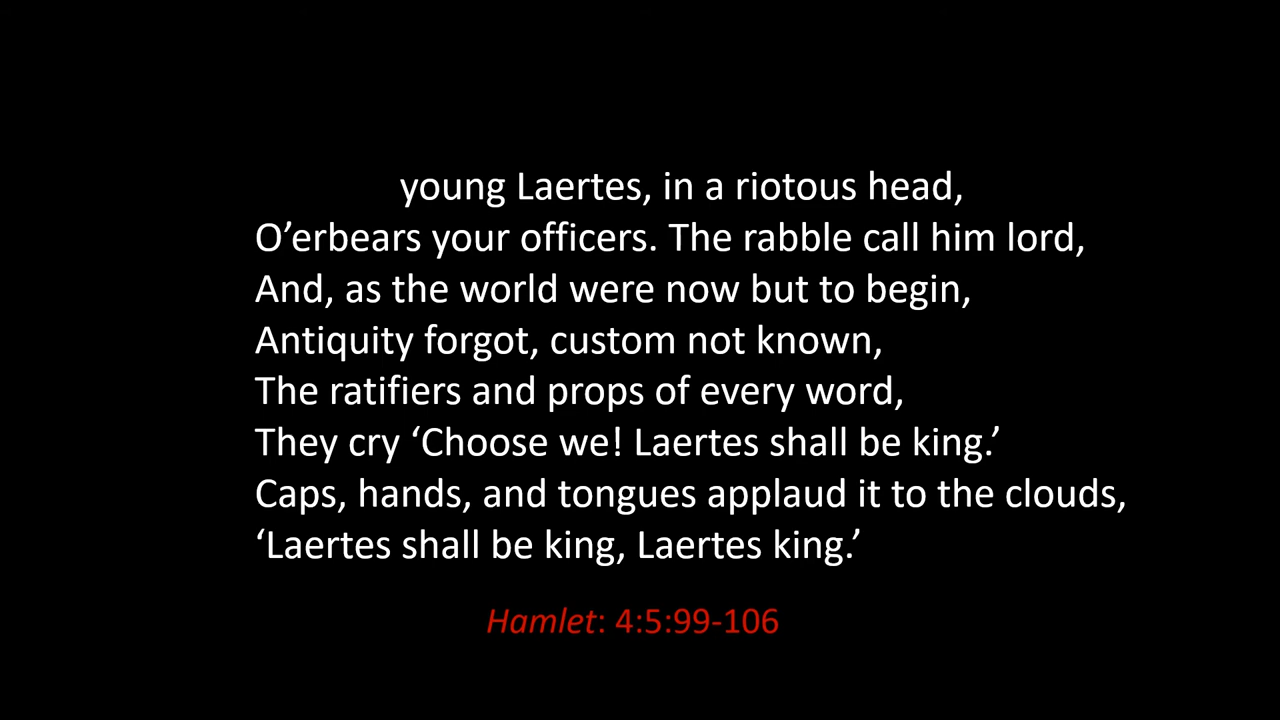 young Laertes, in a riotous head,
O’erbears your officers. The rabble call him lord,
And, as the world were now but to begin,
Antiquity forgot, custom not known,
The ratifiers and props of every word,
They cry ‘Choose we! Laertes shall be king.’
Caps, hands, and tongues applaud it to the clouds,
‘Laertes shall be king, Laertes king.’
Hamlet: 4:5:99-106